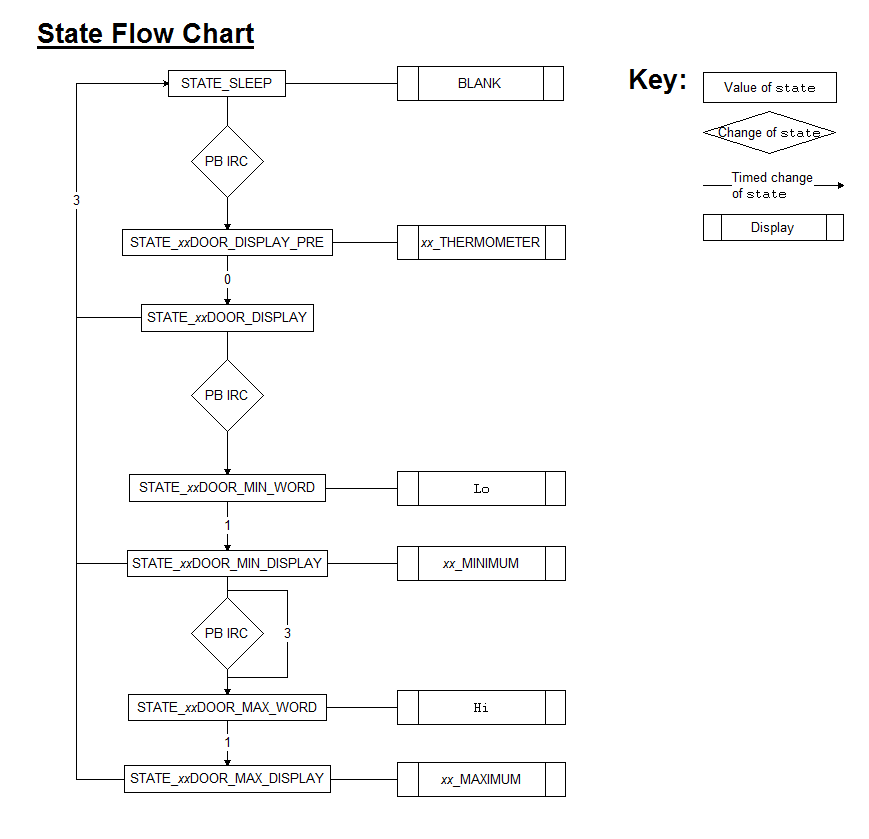 State Flow Chart
STATE_SLEEP
BLANK
Key:
Value of state
Change of state
PB IRC
Timed change
of state
3
Display
STATE_xxDOOR_DISPLAY_PRE
xx_THERMOMETER
0
STATE_xxDOOR_DISPLAY
PB IRC
STATE_xxDOOR_MIN_WORD
Lo
1
STATE_xxDOOR_MIN_DISPLAY
xx_MINIMUM
PB IRC
3
STATE_xxDOOR_MAX_WORD
Hi
1
STATE_xxDOOR_MAX_DISPLAY
xx_MAXIMUM